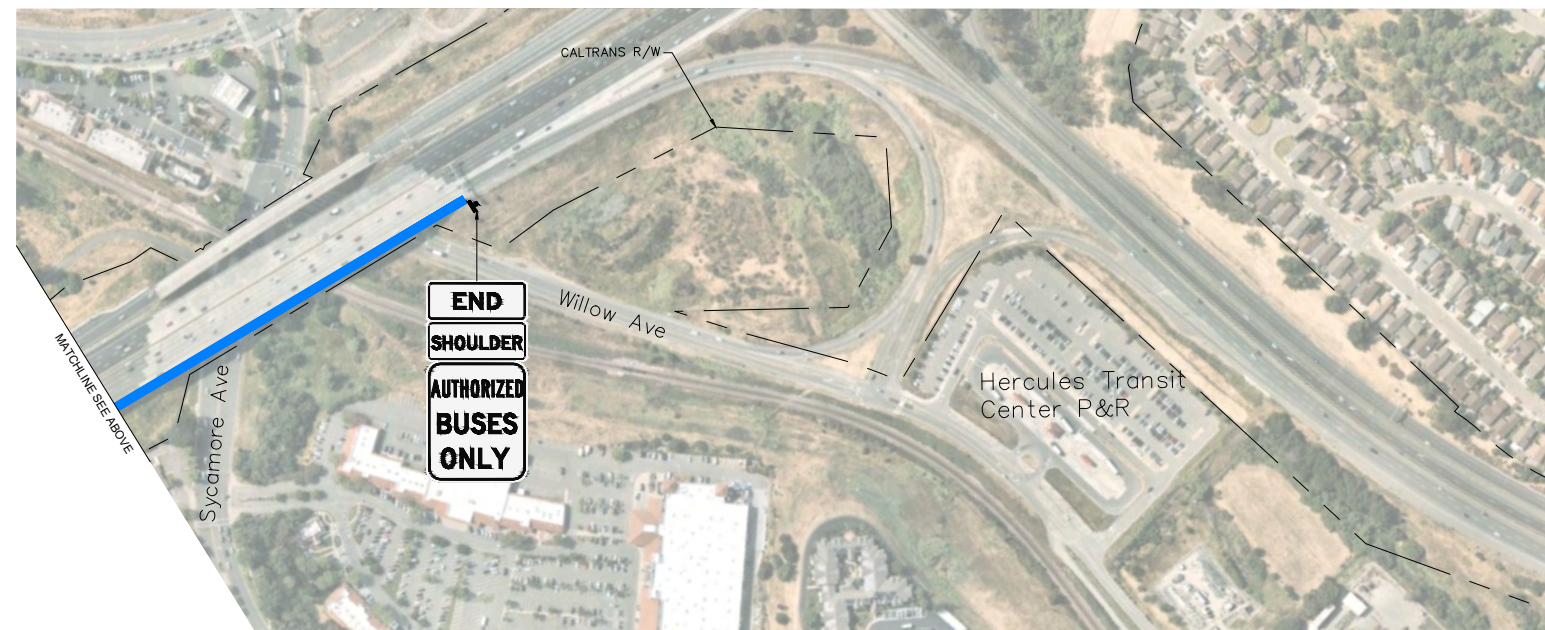 CALTRANS R/W
Willow Ave
END
SHOULDER
AUTHORIZED
BUSES
ONLY
MATCHLINE SEE ABOVE
Sycamore Ave
Hercules Transit
Center P&R